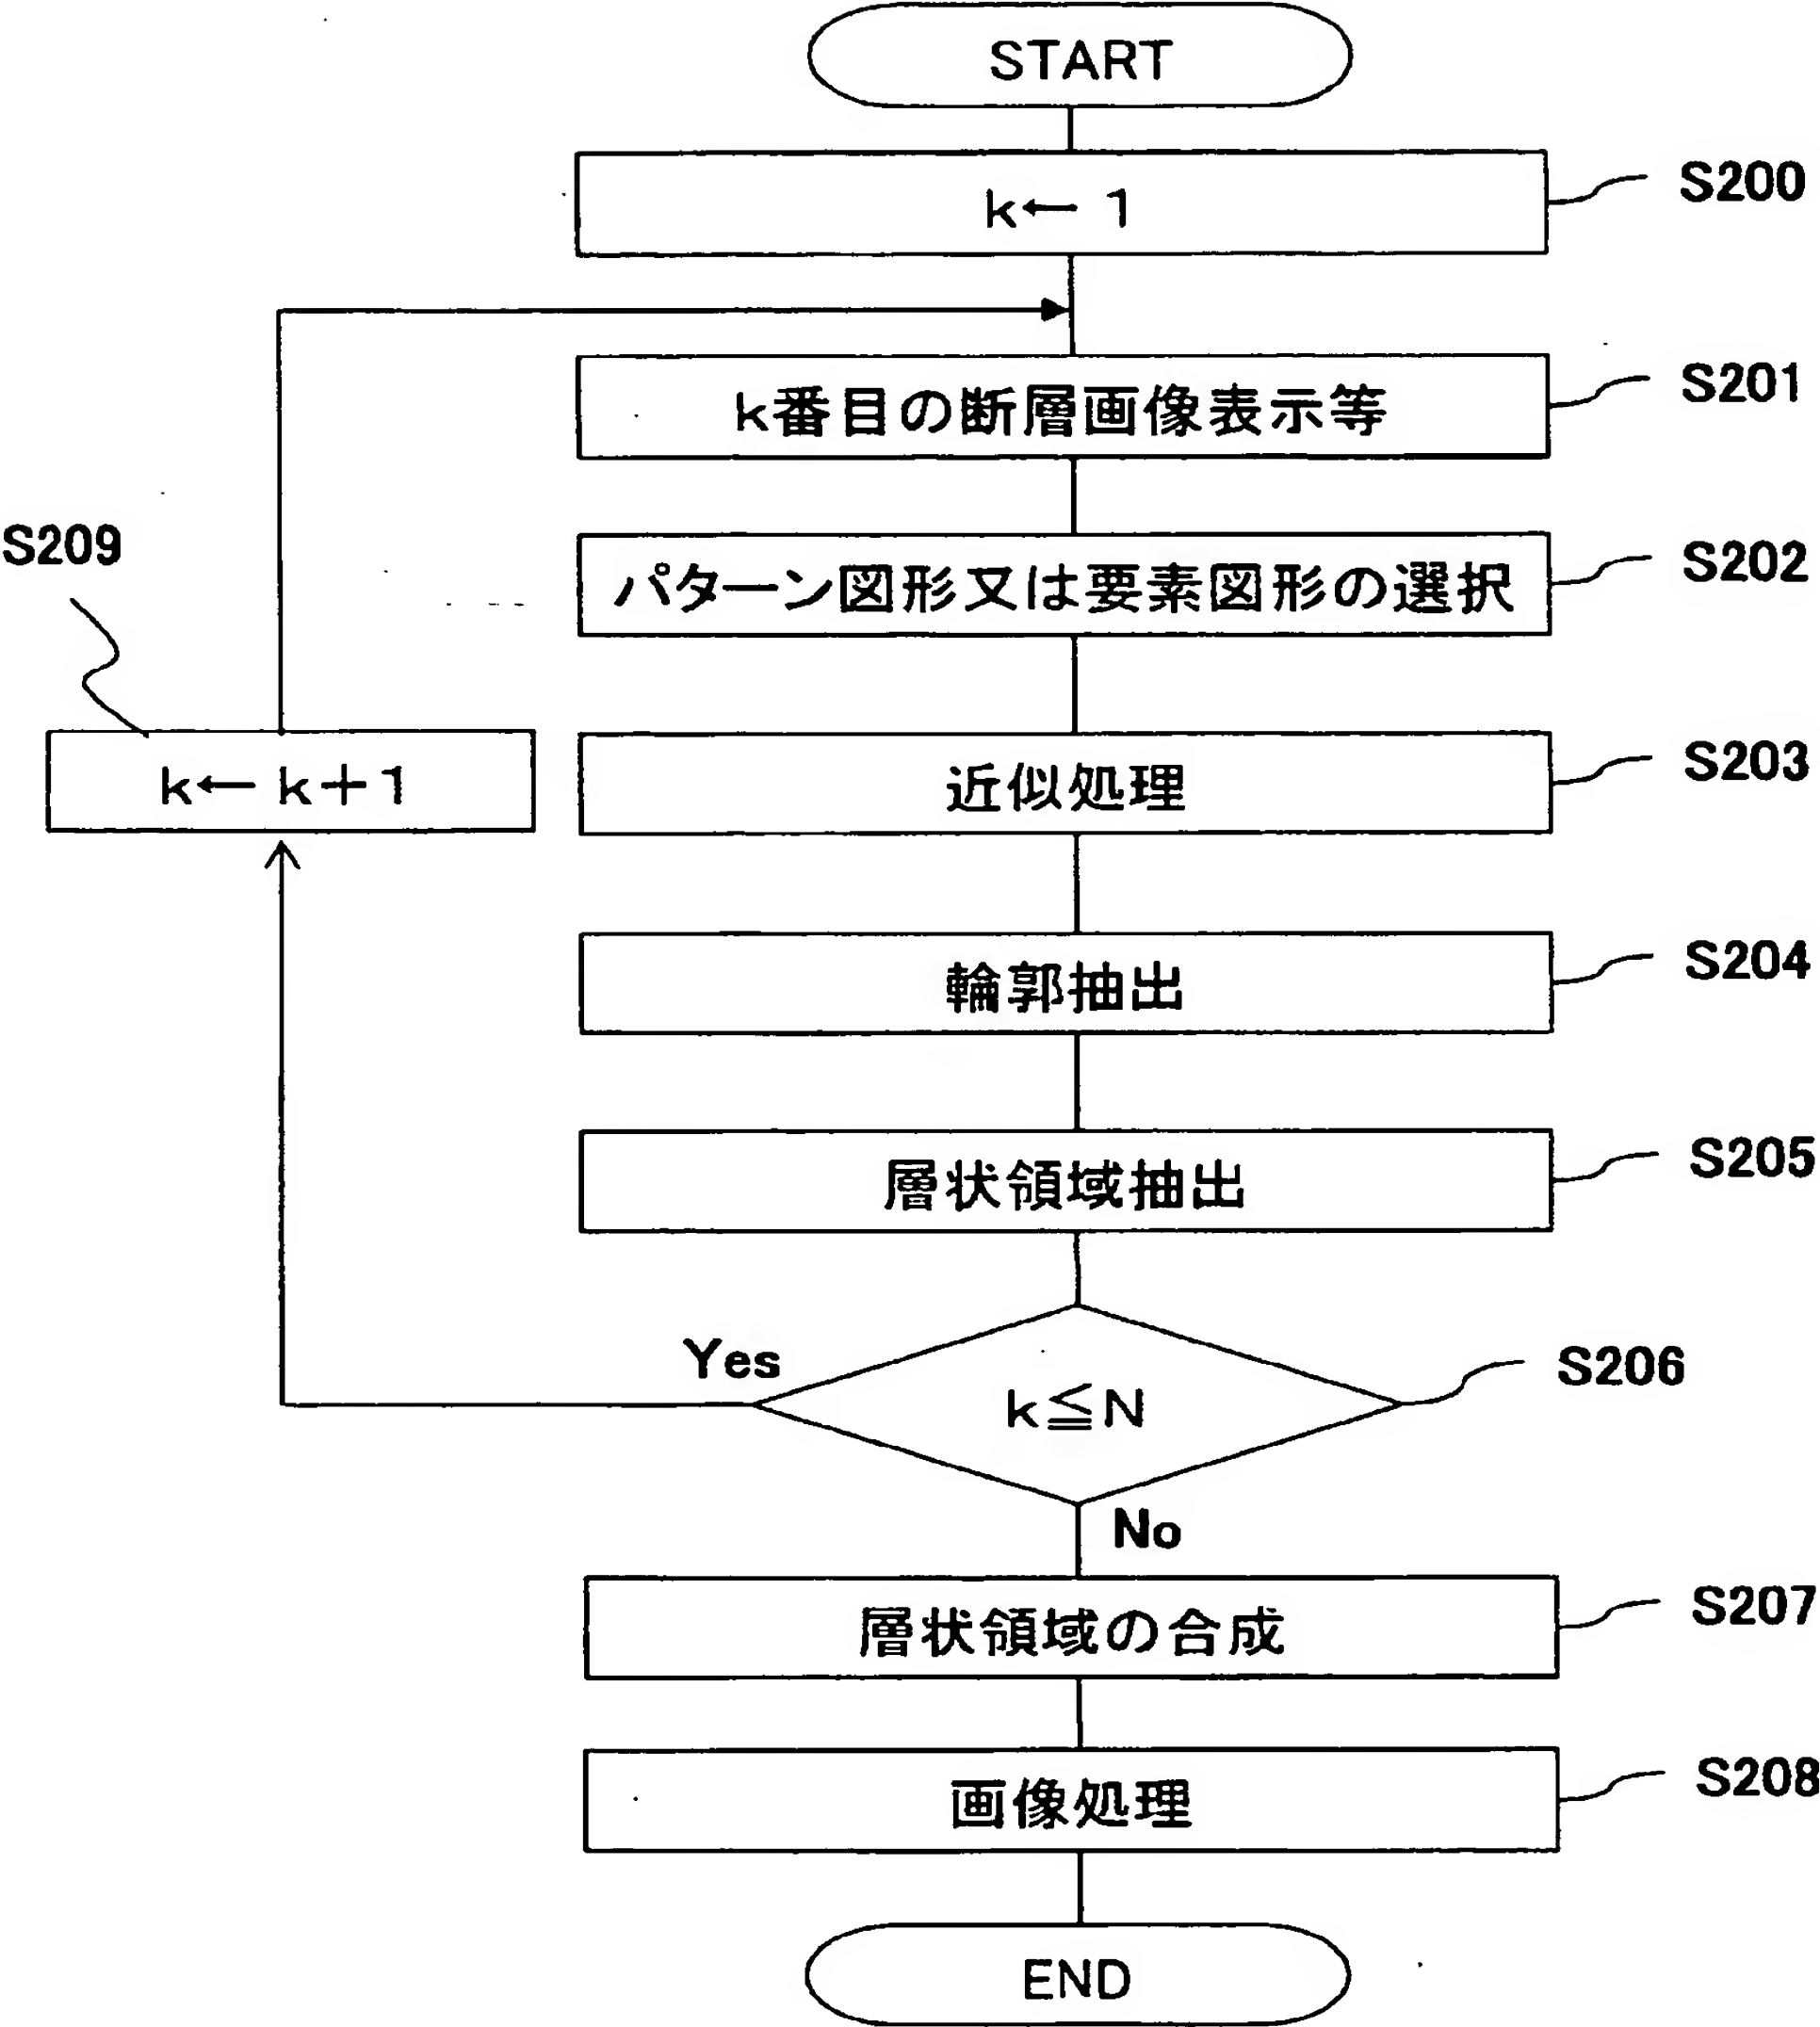 START
k← 1
S200
k番目の断層画像表示等
S201
パターン図形又は要素図形の選択
S202
S209
k← k+1
近似処理
S203
輪郭抽出
S204
層状領域抽出
S205
Yes
k≦N
S206
No
層状領域の合成
S207
画像処理
S208
END